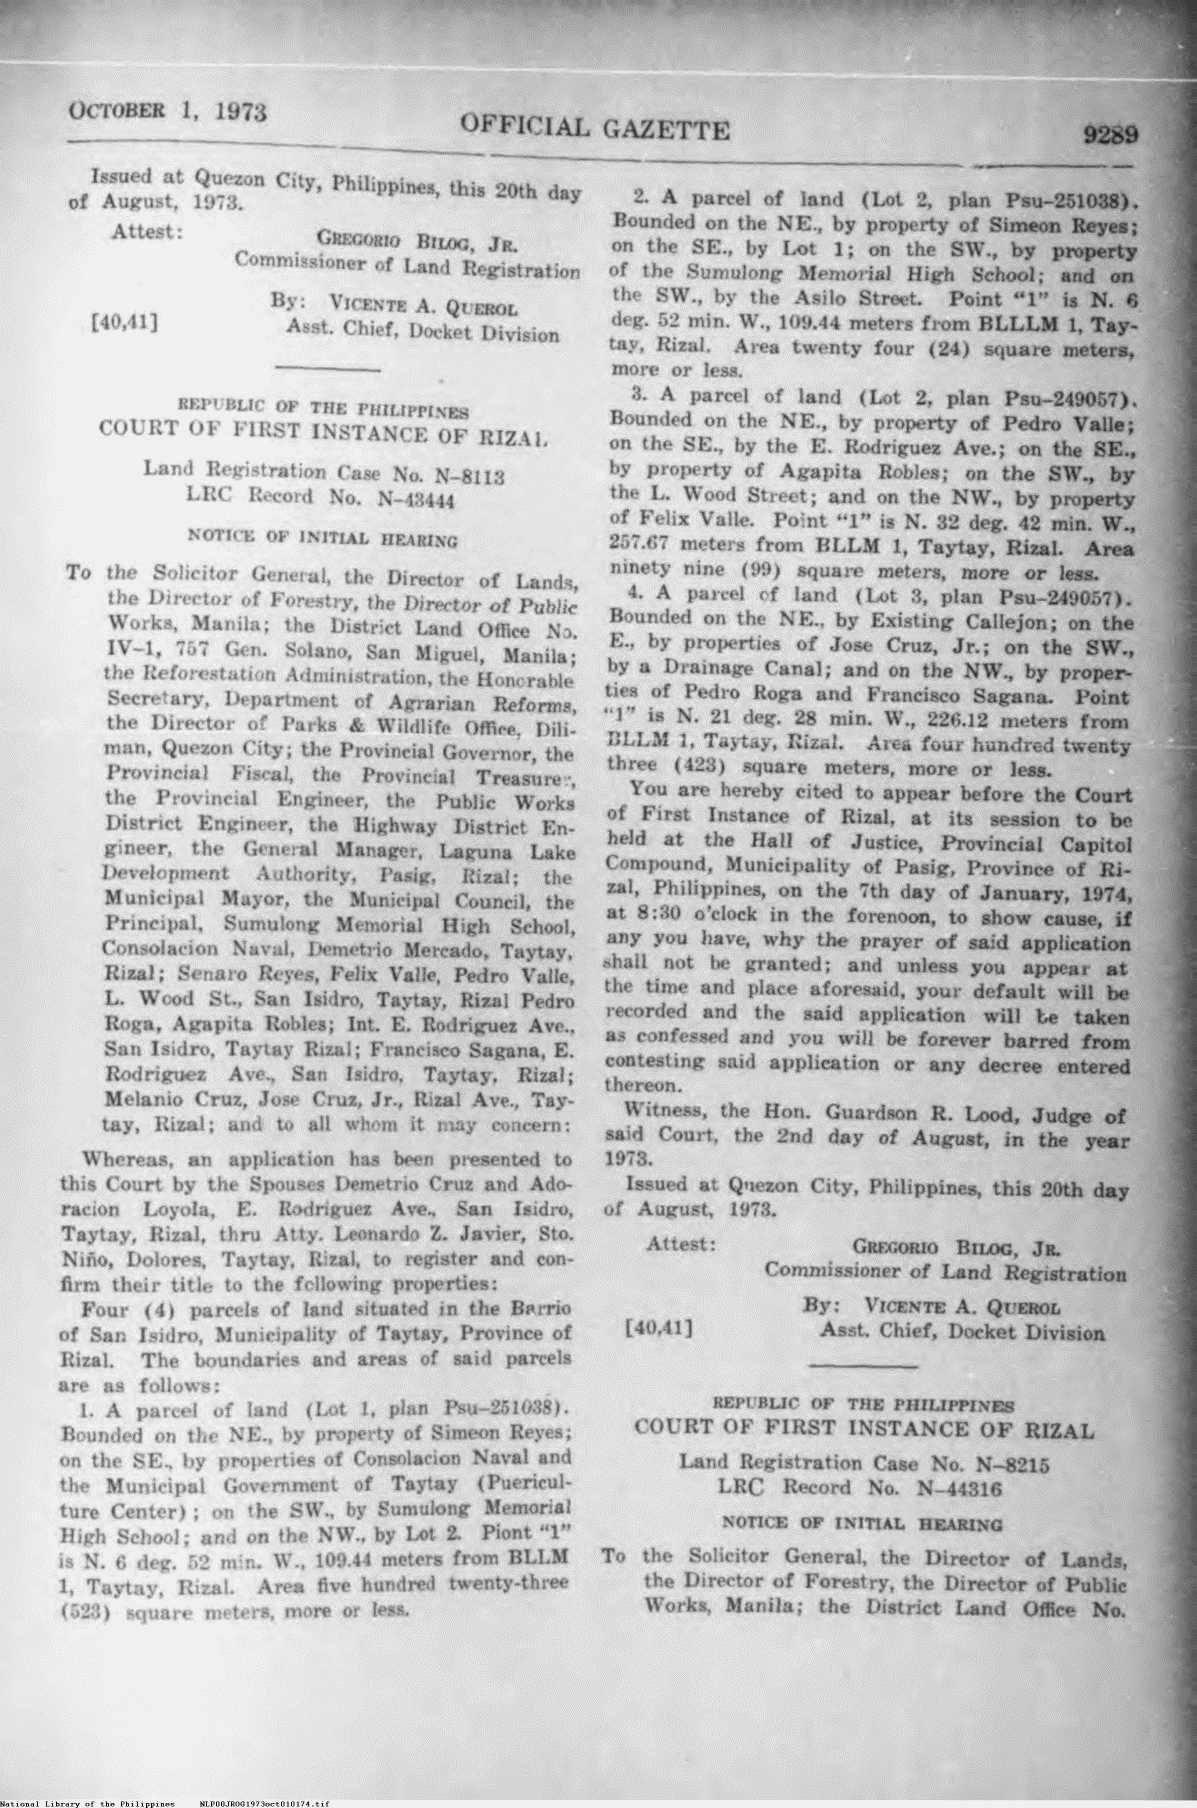 OCTOBER 1, 1973
OFFICIAL GAZETTE
9289
Issued at Quezon City, Philippines, this 20th day
of August, 1973.
Attest:
GREGORIO BILOG, JR.
Commissioner of Land Registration
By: VICENTE A. QUEROL
[40,41]
Asst. Chief, Docket Division
REPUBLIC OF THE PHILIPPINES
COURT OF FIRST INSTANCE OF RIZAL
Land Registration Case No. N-8113
LRC Record No. N-43444
NOTICE OF INITIAL HEARING
To the Solicitor General, the Director of Lands,
the Director of Forestry, the Director of Public
Works, Manila; the District Land Office No.
IV-1, 757 Gen. Solano, San Miguel, Manila;
the Reforestation Administration, the Honorable
Secretary, Department of Agrarian Reforms,
the Director of Parks & Wildlife Office, Dili-
man, Quezon City; the Provincial Governor, the
Provincial Fiscal, the Provincial Treasurer,
the Provincial Engineer, the Public Works
District Engineer, the Highway District En-
gineer, the General Manager, Laguna Lake
Development Authority, Pasig, Rizal; the
Municipal Mayor, the Municipal Council, the
Principal, Sumulong Memorial High School,
Consolacion Naval, Demetrio Mercado, Taytay,
Rizal; Senaro Reyes, Felix Valle, Pedro Valle,
L. Wood St., San Isidro, Taytay, Rizal Pedro
Roga, Agapita Robles; Int. E. Rodriguez Ave.,
San Isidro, Taytay Rizal; Francisco Sagana, E.
Rodriguez Ave., San Isidro, Taytay, Rizal;
Melanio Cruz, Jose Cruz, Jr., Rizal Ave., Tay-
tay, Rizal; and to all whom it may concern:
Whereas, an application has been presented to
this Court by the Spouses Demetrio Cruz and Ado-
racion Loyola, E. Rodriguez Ave., San Isidro,
Taytay, Rizal, thru Atty. Leonardo Z. Javier, Sto.
Niño, Dolores, Taytay, Rizal, to register and con-
firm their title to the following properties:
Four (4) parcels of land situated in the Barrio
of San Isidro, Municipality of Taytay, Province of
Rizal. The boundaries and areas of said parcels
are as follows:
1. A parcel of land (Lot 1, plan Psu-251038).
Bounded on the NE., by property of Simeon Reyes;
on the SE., by properties of Consolacion Naval and
the Municipal Government of Taytay (Puericul-
ture Center); on the SW., by Sumulong Memorial
High School; and on the NW., by Lot 2. Piont "1"
is N. 6 deg. 52 min. W., 109.44 meters from BLLM
1, Taytay, Rizal. Area five hundred twenty-three
(523) square meters, more or less.
2. A parcel of land (Lot 2, plan Psu-251038).
Bounded on the NE., by property of Simeon Reyes;
on the SE., by Lot 1; on the SW., by property
of the Sumulong Memorial High School; and on
the SW., by the Asilo Street. Point "1" is N. 6
deg. 52 min. W., 109.44 meters from BLLLM 1, Tay-
tay, Rizal. Area twenty four (24) square meters,
more or less.
3. A parcel of land (Lot 2, plan Psu-249057).
Bounded on the NE., by property of Pedro Valle;
on the SE., by the E. Rodriguez Ave.; on the SE.,
by property of Agapita Robles; on the SW., by
the L. Wood Street; and on the NW., by property
of Felix Valle. Point "1" is N. 32 deg. 42 min. W.,
257.67 meters from BLLM 1, Taytay, Rizal. Area
ninety nine (99) square meters, more or less.
4. A parcel of land (Lot 3, plan Psu-249057).
Bounded on the NE., by Existing Callejon; on the
E., by properties of Jose Cruz, Jr.; on the SW.,
by a Drainage Canal; and on the NW., by proper-
ties of Pedro Roga and Francisco Sagana. Point
"1" is N. 21 deg. 28 min. W., 226.12 meters from
BLLM 1, Taytay, Rizal. Area four hundred twenty
three (423) square meters, more or less.
You are hereby cited to appear before the Court
of First Instance of Rizal, at its session to be
held at the Hall of Justice, Provincial Capitol
Compound, Municipality of Pasig, Province of Ri-
zal, Philippines, on the 7th day of January, 1974,
at 8:30 o'clock in the forenoon, to show cause, if
any you have, why the prayer of said application
shall not be granted; and unless you appear at
the time and place aforesaid, your default will be
recorded and the said application will be taken
as confessed and you will be forever barred from
contesting said application or any decree entered
thereon.
Witness, the Hon. Guardson R. Lood, Judge of
said Court, the 2nd day of August, in the year
1973.
Issued at Quezon City, Philippines, this 20th day
of August, 1973.
Attest:
GREGORIO BILOG, JR.
Commissioner of Land Registration
By: VICENTE A. QUEROL
[40,41]
Asst. Chief, Docket Division
REPUBLIC OF THE PHILIPPINES
COURT OF FIRST INSTANCE OF RIZAL
Land Registration Case No. N-8215
LRC Record No. N-44316
NOTICE OF INITIAL HEARING
To the Solicitor General, the Director of Lands,
the Director of Forestry, the Director of Public
Works, Manila; the District Land Office No.
National Library of the Philippines NLP00JROG1973oct010174.tif